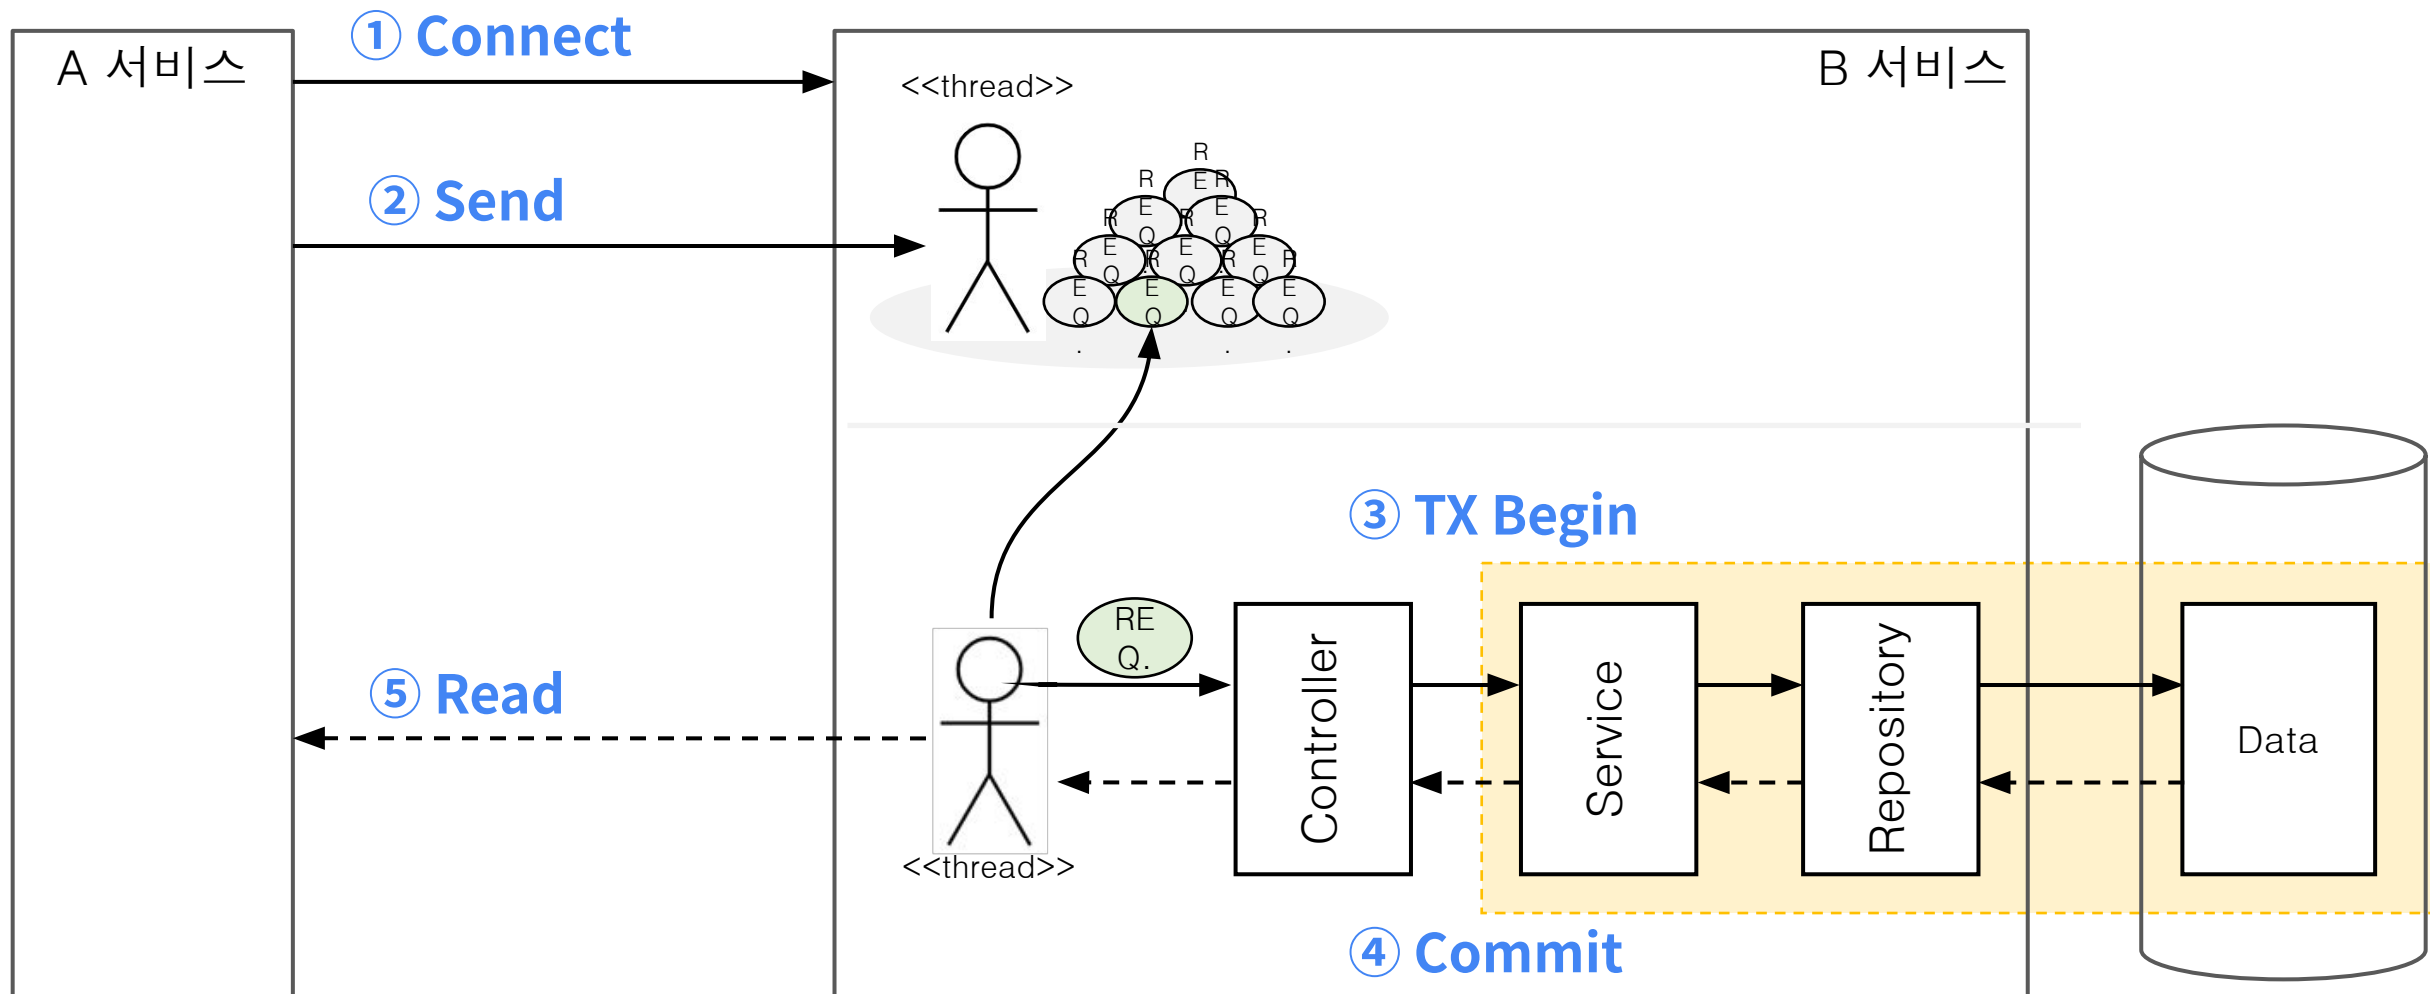 ① Connect
A 서비스
B 서비스
<<thread>>
② Send
R
E
R
R
E
Q
E
Q
R
R
R
E
Q
E
Q
E
Q
R
R
R
R
E
Q
.
E
Q
E
Q
.
E
Q
.
③ TX Begin
RE
Q.
Controller
Service
Repository
Data
⑤ Read
<<thread>>
④ Commit